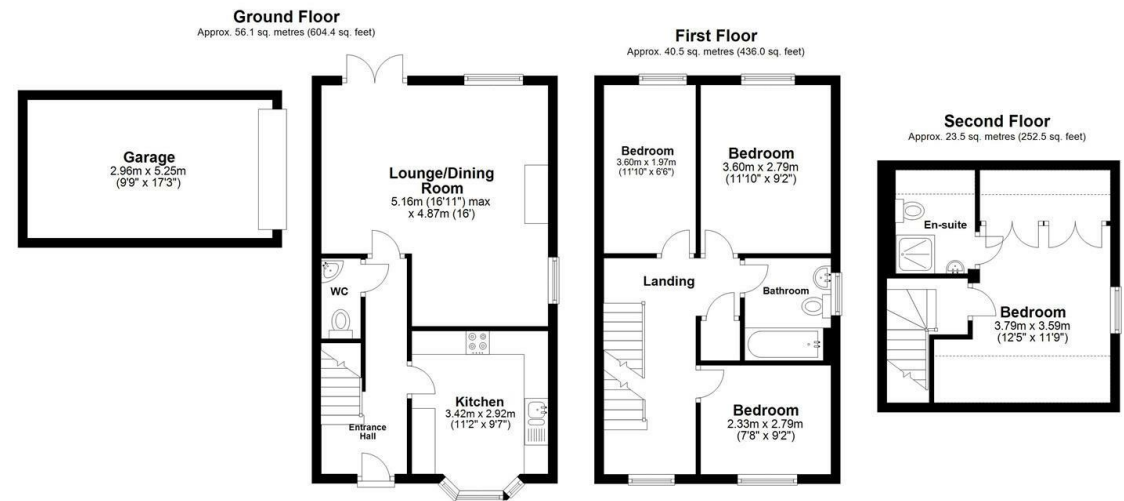 Ground Floor
Approx. 56.1 sq. metres (604.4 sq. feet)
Garage
2.96m x 5.25m
(9'9" x 17'3")
Lounge/Dining
Room
5.16m (16'11") max
x 4.87m (16')
WC
Kitchen
3.42m x 2.92m
(11'2" x 9'7")
Entrance
Hall
First Floor
Approx. 40.5 sq. metres (436.0 sq. feet)
Bedroom
3.60m x 1.97m
(11'10" x 6'6")
Bedroom
3.60m x 2.79m
(11'10" x 9'2")
Landing
Bathroom
Bedroom
2.33m x 2.79m
(7'8" x 9'2")
Second Floor
Approx. 23.5 sq. metres (252.5 sq. feet)
En-suite
Bedroom
3.79m x 3.59m
(12'5" x 11'9")